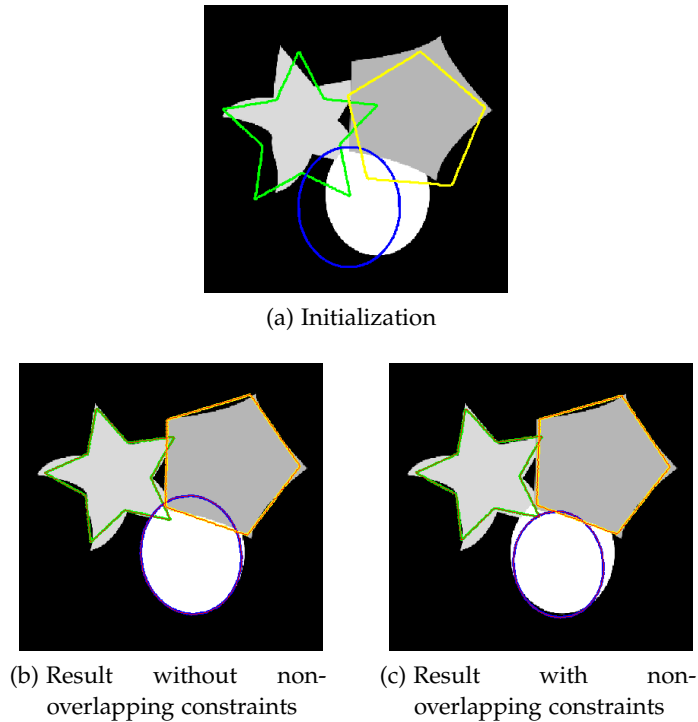 (a) Initialization
(b) Result without non-
overlapping constraints
(c) Result with non-
overlapping constraints